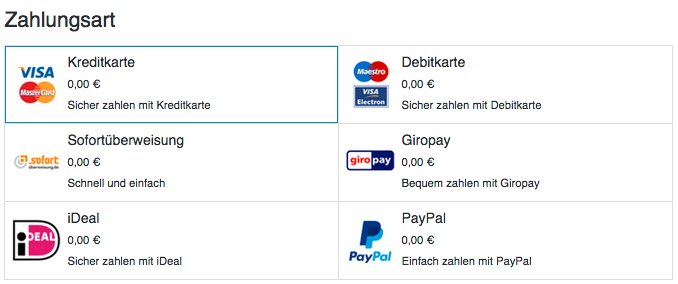 Zahlungsart
VISA
MasterCard
Kreditkarte
0,00 €
Sicher zahlen mit Kreditkarte
Maestro
VISA
Electron
Debitkarte
0,00 €
Sicher zahlen mit Debitkarte
sofort
überweisung.de
Sofortüberweisung
0,00 €
Schnell und einfach
giropay
Giropay
0,00 €
Bequem zahlen mit Giropay
iDEAL
iDeal
0,00 €
Sicher zahlen mit iDeal
PayPal
PayPal
0,00 €
Einfach zahlen mit PayPal